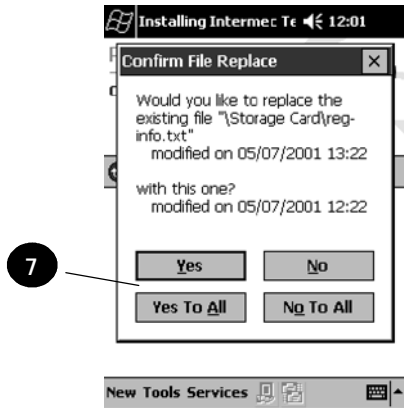 Installing Intermec Te 12:01
Confirm File Replace
Would you like to replace the
existing file "\Storage Card\reg-
info.txt"
modified on 05/07/2001 13:22
with this one?
modified on 05/07/2001 12:22
7
Yes No
Yes To All No To All
New Tools Services